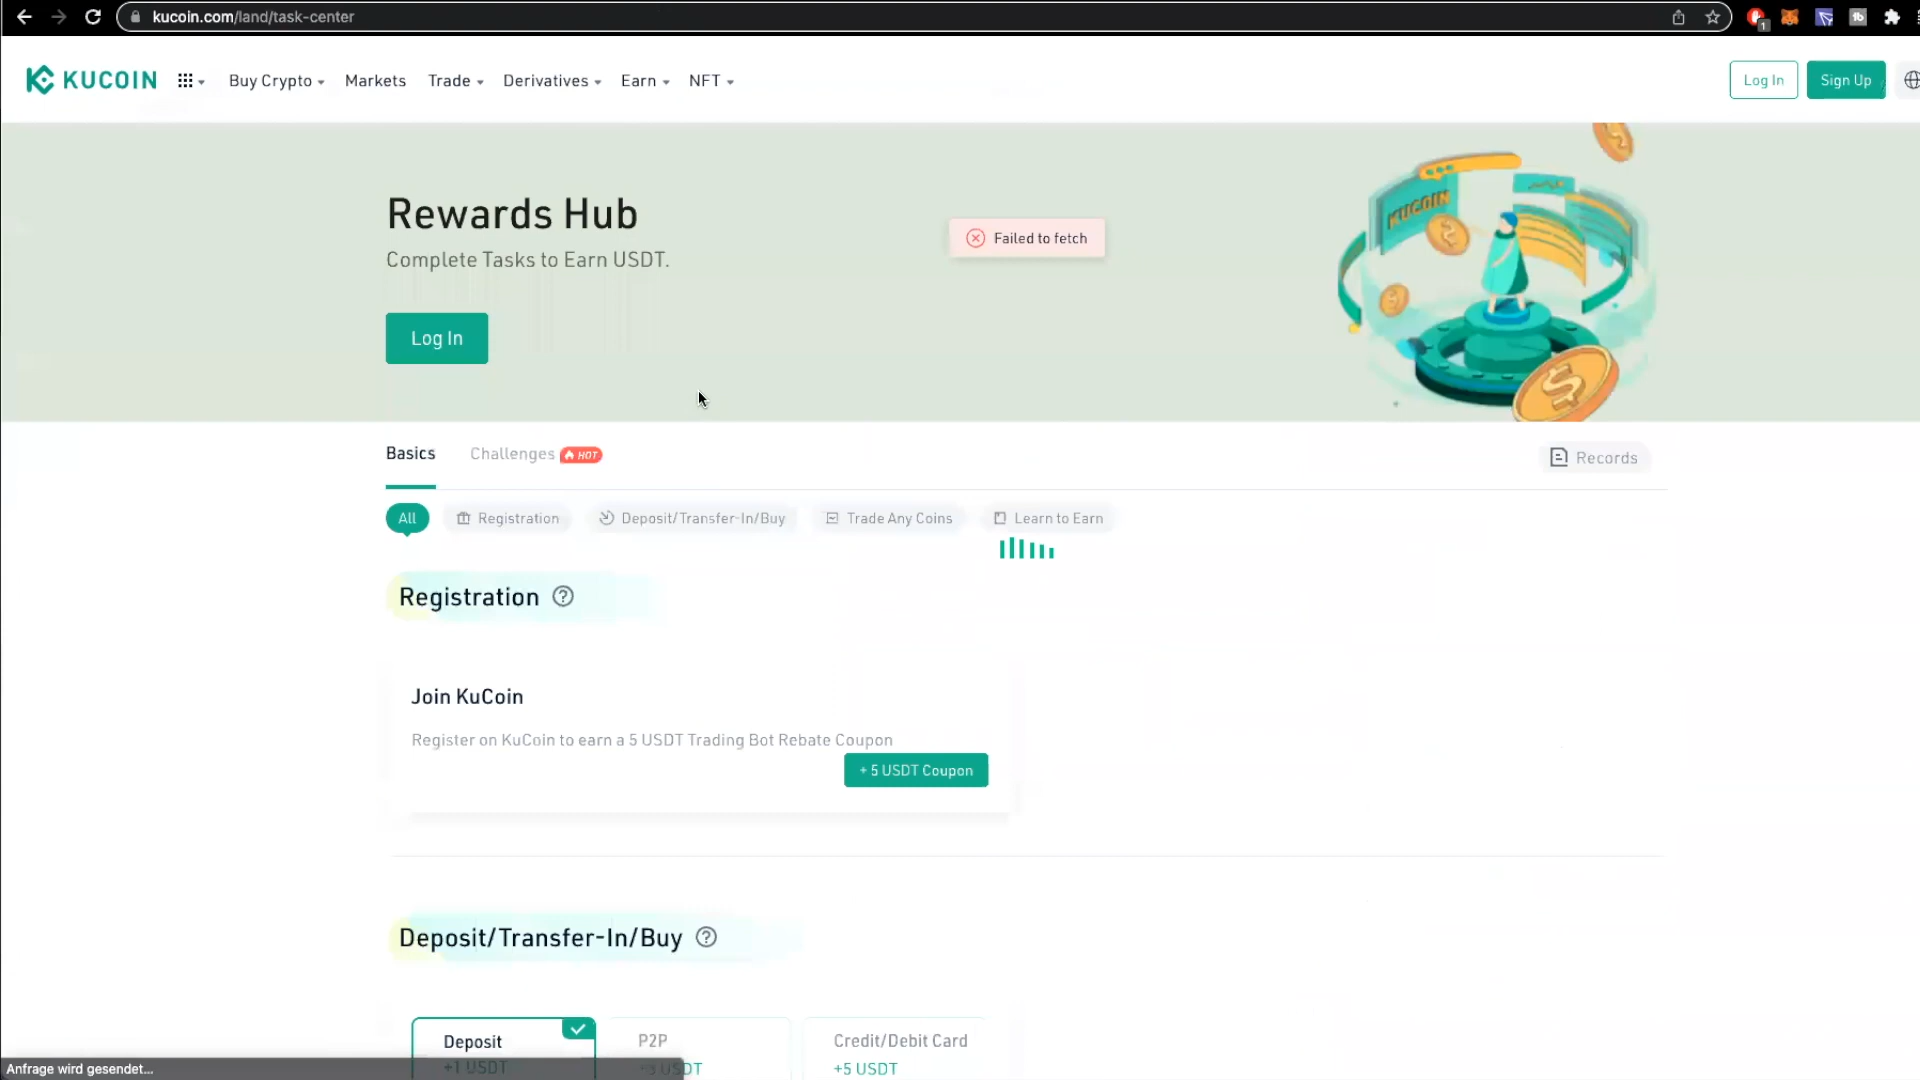 kucoin.com/land/task-center
1
KUCOIN
Buy Crypto
Markets
Trade
Derivatives
Earn
NFT
Log In
Sign Up
Rewards Hub
Complete Tasks to Earn USDT.
Failed to fetch
Log In
KUCOIN
Basics
Challenges HOT
Records
All
Registration
Deposit/Transfer-In/Buy
Trade Any Coins
Learn to Earn
Registration
Join KuCoin
Register on KuCoin to earn a 5 USDT Trading Bot Rebate Coupon
+ 5 USDT Coupon
Deposit/Transfer-In/Buy
Deposit
P2P
Credit/Debit Card
+1 USDT
USDT
+5 USDT
Anfrage wird gesendet...